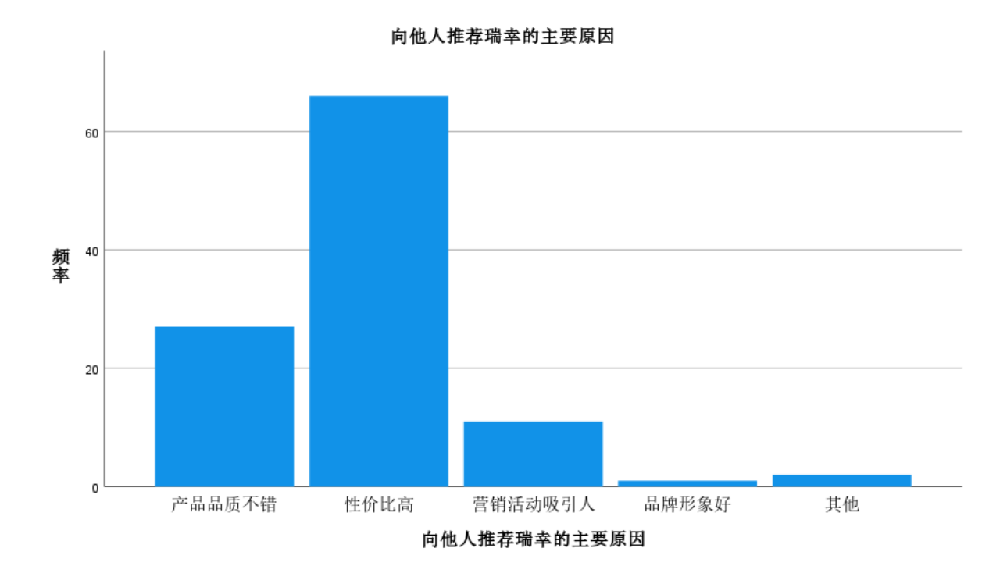 向他人推荐瑞幸的主要原因
60
40
20
0
频率
产品品质不错 性价比高 营销活动吸引人 品牌形象好 其他
向他人推荐瑞幸的主要原因